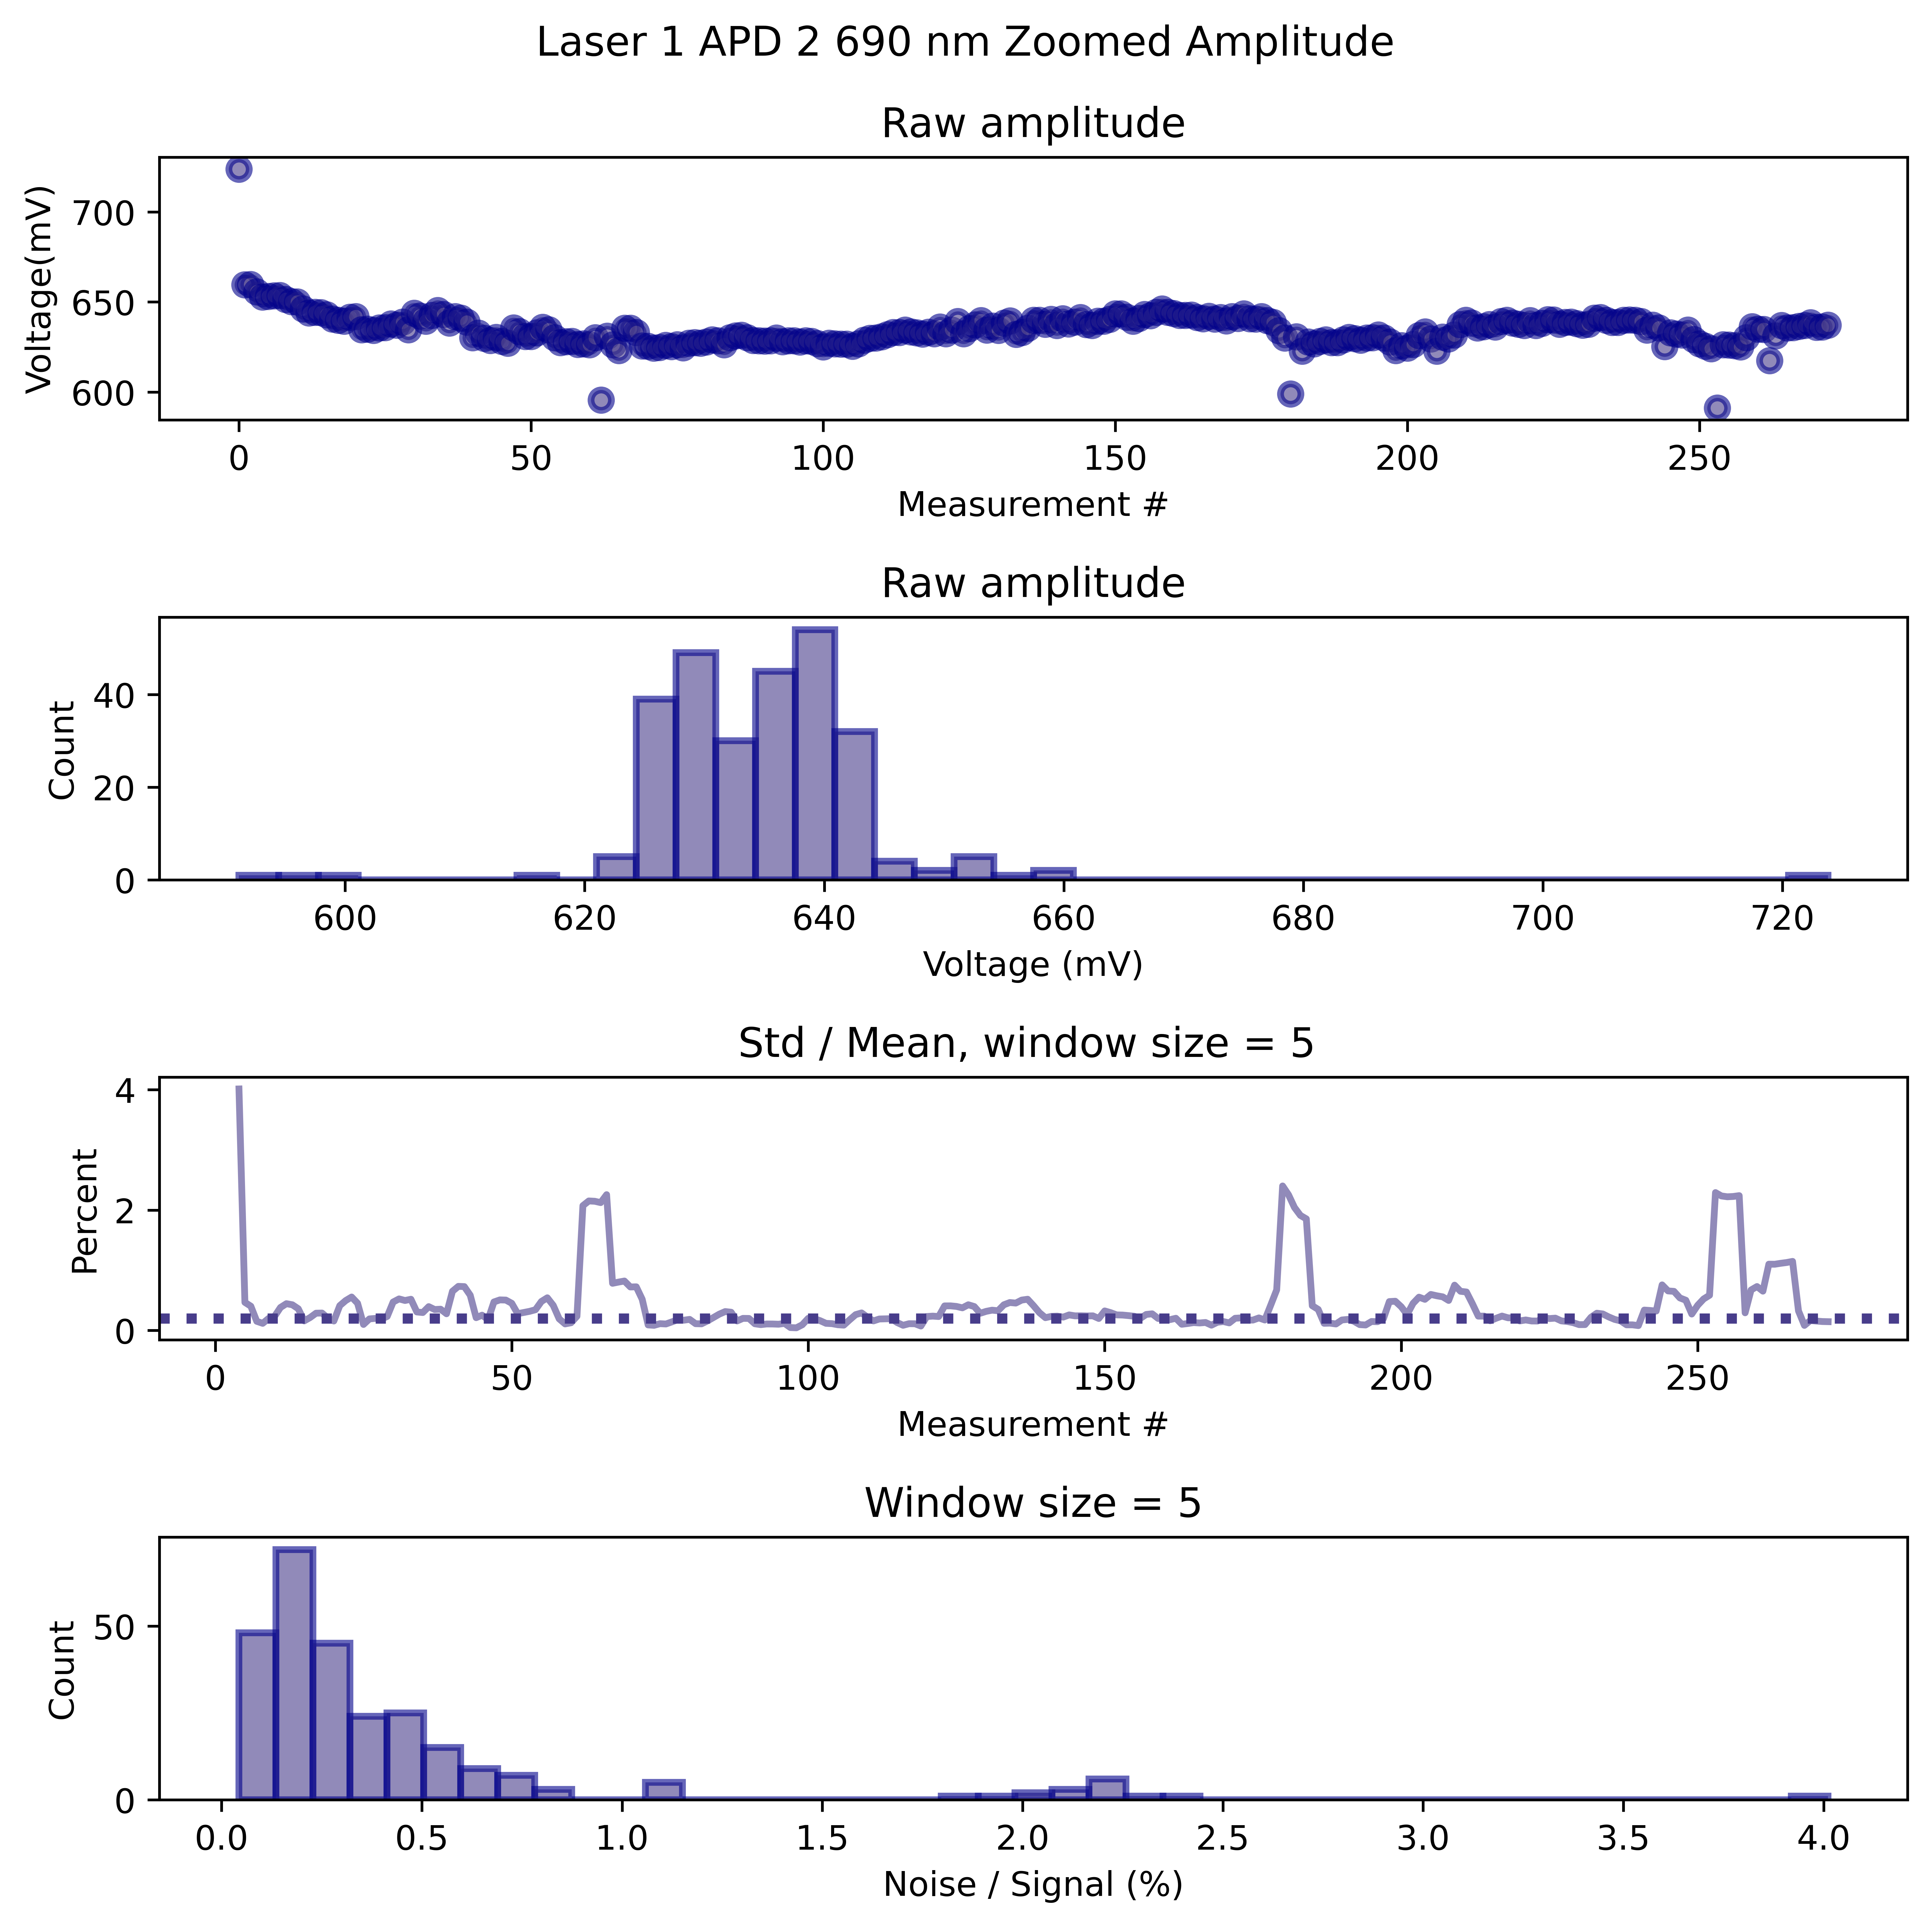 Laser 1 APD 2 690 nm Zoomed Amplitude
Raw amplitude
Voltage(mV)
700
650
600
0 50 100 150 200 250
Measurement #
Raw amplitude
Count
40
20
0
600 620 640 660 680 700 720
Voltage (mV)
Std / Mean, window size = 5
Percent
4
2
0
0 50 100 150 200 250
Measurement #
Window size = 5
Count
50
0
0.0 0.5 1.0 1.5 2.0 2.5 3.0 3.5 4.0
Noise / Signal (%)